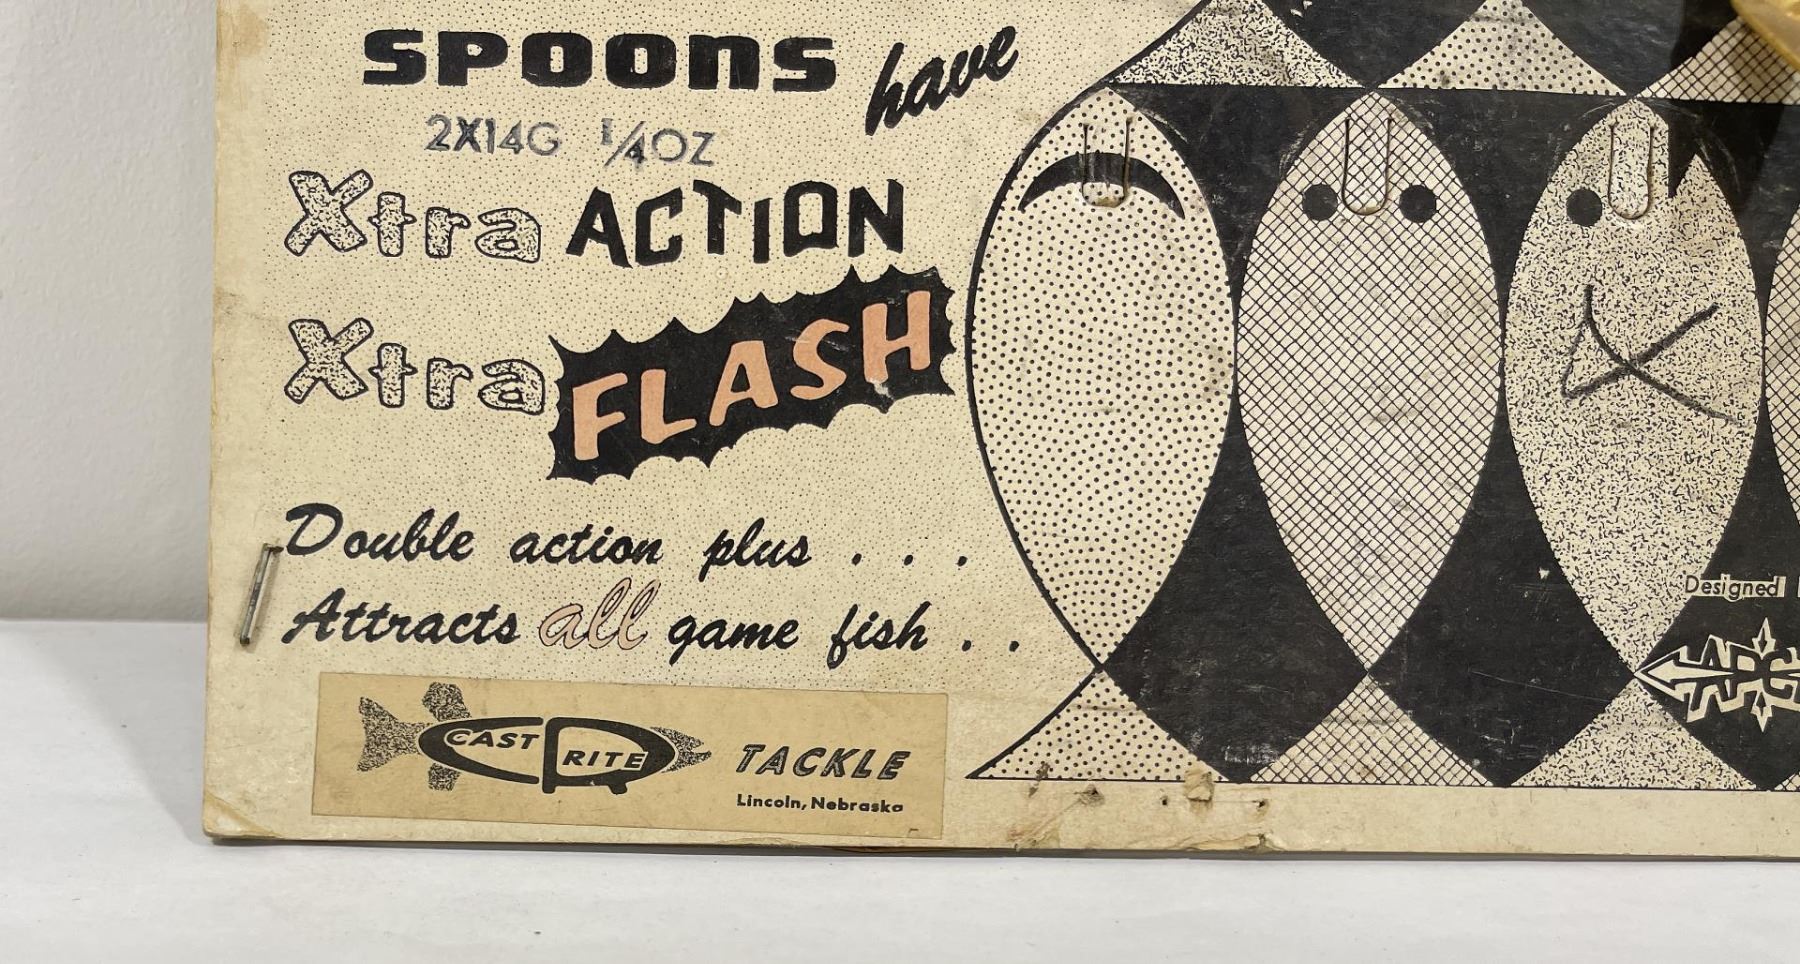 SPOONS have
2X14G 1/4OZ
Xtra ACTION
Xtra FLASH
Double action plus . . .
Attracts all game fish . .
CAST RITE TACKLE
Lincoln, Nebraska
Designed